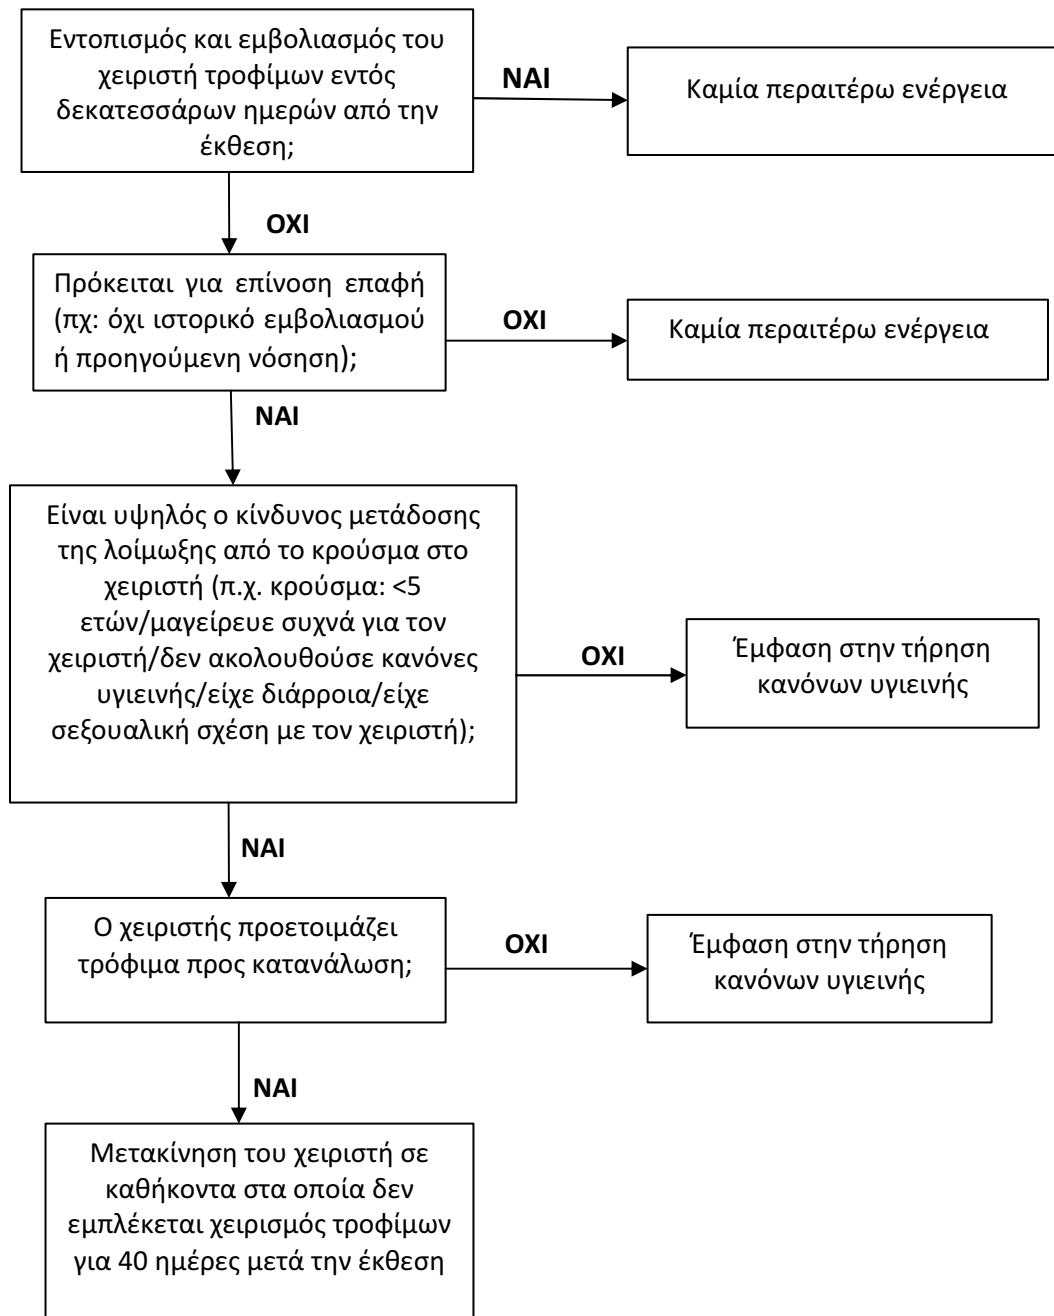 Εντοπισμός και εμβολιασμός του
χειριστή τροφίμων εντός
δεκατεσσάρων ημερών από την
έκθεση;
ΝΑΙ
Καμία περαιτέρω ενέργεια
ΟΧΙ
Πρόκειται για επίνοση επαφή
(πχ: όχι ιστορικό εμβολιασμού
ή προηγούμενη νόσηση);
ΟΧΙ
Καμία περαιτέρω ενέργεια
ΝΑΙ
Είναι υψηλός ο κίνδυνος μετάδοσης
της λοίμωξης από το κρούσμα στο
χειριστή (π.χ. κρούσμα: <5
ετών/μαγείρευε συχνά για τον
χειριστή/δεν ακολουθούσε κανόνες
υγιεινής/είχε διάρροια/είχε
σεξουαλική σχέση με τον χειριστή);
ΟΧΙ
Έμφαση στην τήρηση
κανόνων υγιεινής
ΝΑΙ
Ο χειριστής προετοιμάζει
τρόφιμα προς κατανάλωση;
ΟΧΙ
Έμφαση στην τήρηση
κανόνων υγιεινής
ΝΑΙ
Μετακίνηση του χειριστή σε
καθήκοντα στα οποία δεν
εμπλέκεται χειρισμός τροφίμων
για 40 ημέρες μετά την έκθεση